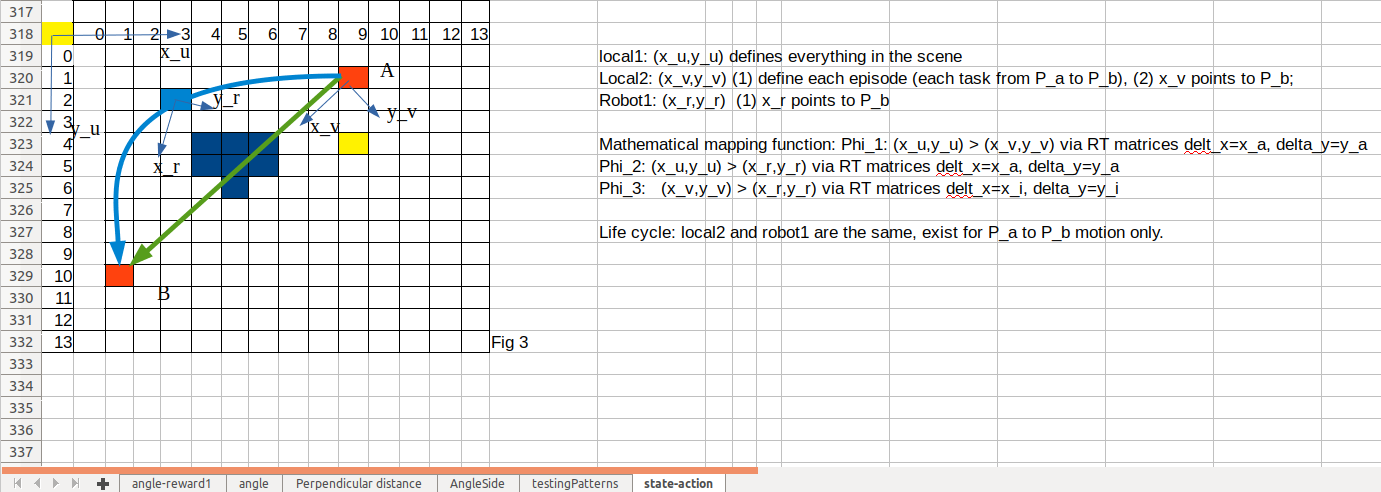 317
318 0 1 2 3 4 5 6 7 8 9 10 11 12 13
x_u
319 0 local1: (x_u,y_u) defines everything in the scene
320 1 A Local2: (x_v,y_v) (1) define each episode (each task from P_a to P_b), (2) x_v points to P_b;
321 2 y_r Robot1: (x_r,y_r) (1) x_r points to P_b
y_v
322 3
y_u x_v
323 4 Mathematical mapping function: Phi_1: (x_u,y_u) > (x_v,y_v) via RT matrices delt_x=x_a, delta_y=y_a
324 5 x_r Phi_2: (x_u,y_u) > (x_r,y_r) via RT matrices delt_x=x_a, delta_y=y_a
325 6 Phi_3: (x_v,y_v) > (x_r,y_r) via RT matrices delt_x=x_i, delta_y=y_i
326 7
327 8 Life cycle: local2 and robot1 are the same, exist for P_a to P_b motion only.
328 9
329 10
330 11 B
331 12
332 13 Fig 3
333
334
335
336
337
angle-reward1 angle Perpendicular distance AngleSide testingPatterns state-action